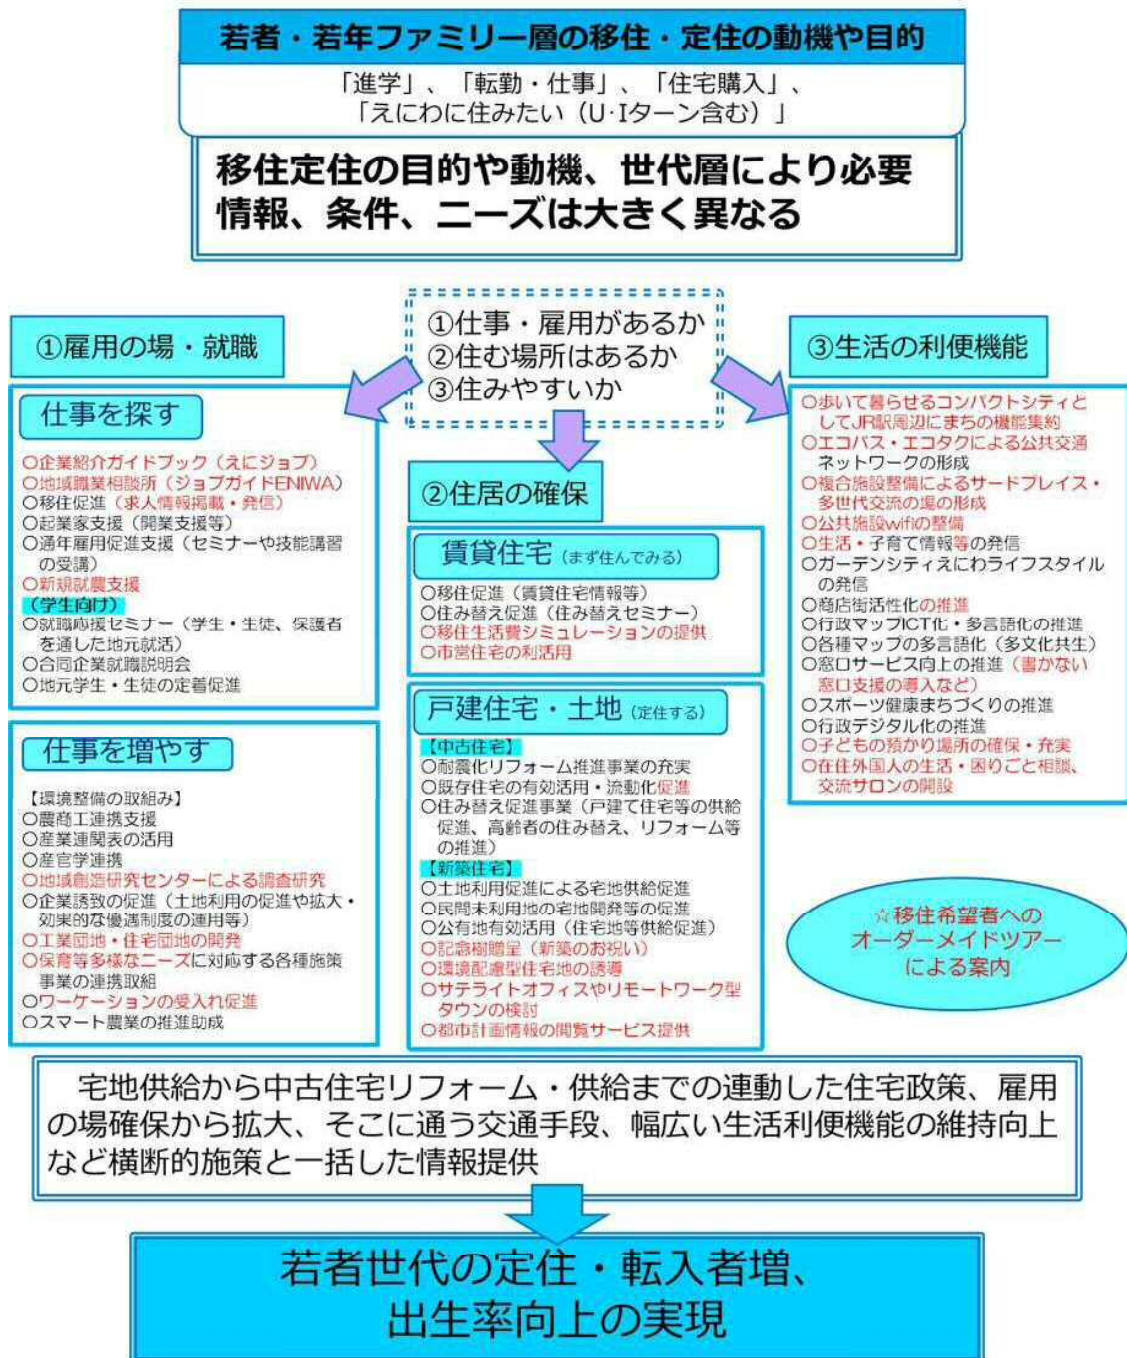 若者・若年ファミリー層の移住・定住の動機や目的
「進学」、「転勤・仕事」、「住宅購入」、
「えにわに住みたい（U・Iターン含む）」
移住定住の目的や動機、世代層により必要
情報、条件、ニーズは大きく異なる
①仕事・雇用があるか
②住む場所はあるか
③住みやすいか
①雇用の場・就職
仕事を探す
○企業紹介ガイドブック（えにジョブ）
○地域職業相談所（ジョブガイドENIWA）
○移住促進（求人情報掲載・発信）
○起業家支援（開業支援等）
○通年雇用促進支援（セミナーや技能講習
の受講）
○新規就農支援
（学生向け）
○就職応援セミナー（学生・生徒、保護者
を通した地元就活）
○合同企業就職説明会
○地元学生・生徒の定着促進
仕事を増やす
【環境整備の取組み】
○農商工連携支援
○産業連関表の活用
○産官学連携
○地域創造研究センターによる調査研究
○企業誘致の促進（土地利用の促進や拡大・
効果的な優遇制度の運用等）
○工業団地・住宅団地の開発
○保育等多様なニーズに対応する各種施策
事業の連携取組
○ワーケーションの受入れ促進
○スマート農業の推進助成
②住居の確保
賃貸住宅（まず住んでみる）
○移住促進（賃貸住宅情報等）
○住み替え促進（住み替えセミナー）
○移住生活費シミュレーションの提供
○市営住宅の利活用
戸建住宅・土地（定住する）
【中古住宅】
○耐震化リフォーム推進事業の充実
○既存住宅の有効活用・流動化促進
○住み替え促進事業（戸建て住宅等の供給
促進、高齢者の住み替え、リフォーム等
の推進）
【新築住宅】
○土地利用促進による宅地供給促進
○民間未利用地の宅地開発等の促進
○公有地有効活用（住宅地等供給促進）
○記念樹贈呈（新築のお祝い）
○環境配慮型住宅地の誘導
○サテライトオフィスやリモートワーク型
タウンの検討
○都市計画情報の閲覧サービス提供
③生活の利便機能
○歩いて暮らせるコンパクトシティと
してJR駅周辺にまちの機能集約
○エコバス・エコタクによる公共交通
ネットワークの形成
○複合施設整備によるサードプレイス・
多世代交流の場の形成
○公共施設wifiの整備
○生活・子育て情報等の発信
○ガーデンシティえにわライフスタイル
の発信
○商店街活性化の推進
○行政マップICT化・多言語化の推進
○各種マップの多言語化（多文化共生）
○窓口サービス向上の推進（書かない
窓口支援の導入など）
○スポーツ健康まちづくりの推進
○行政デジタル化の推進
○子どもの預かり場所の確保・充実
○在住外国人の生活・困りごと相談、
交流サロンの開設
☆移住希望者への
オーダーメイドツアー
による案内
宅地供給から中古住宅リフォーム・供給までの連動した住宅政策、雇用
の場確保から拡大、そこに通う交通手段、幅広い生活利便機能の維持向上
など横断的施策と一括した情報提供
若者世代の定住・転入者増、
出生率向上の実現